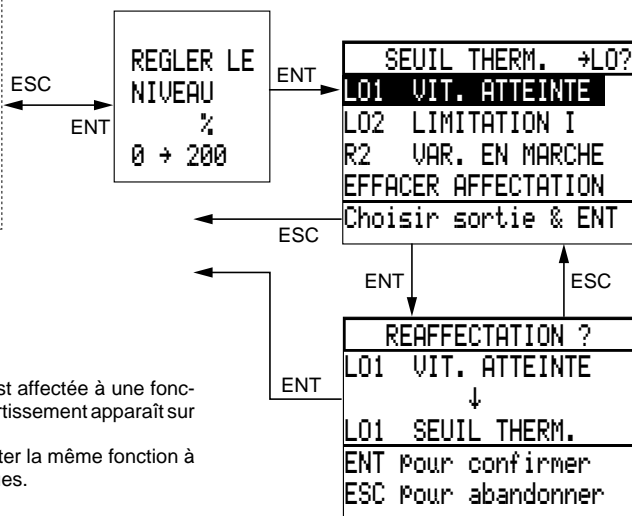 ESC
ENT
REGLER LE
NIVEAU
%
0 → 200
ENT
SEUIL THERM. →LO?
LO1 VIT. ATTEINTE
LO2 LIMITATION I
R2 VAR. EN MARCHE
EFFACER AFFECTATION
Choisir sortie & ENT
ESC
ENT
ESC
REAFFECTATION ?
LO1 VIT. ATTEINTE
↓
LO1 SEUIL THERM.
ENT Pour confirmer
ESC Pour abandonner
ENT
st affectée à une fonc-
rtissement apparaît sur
ter la même fonction à
es.